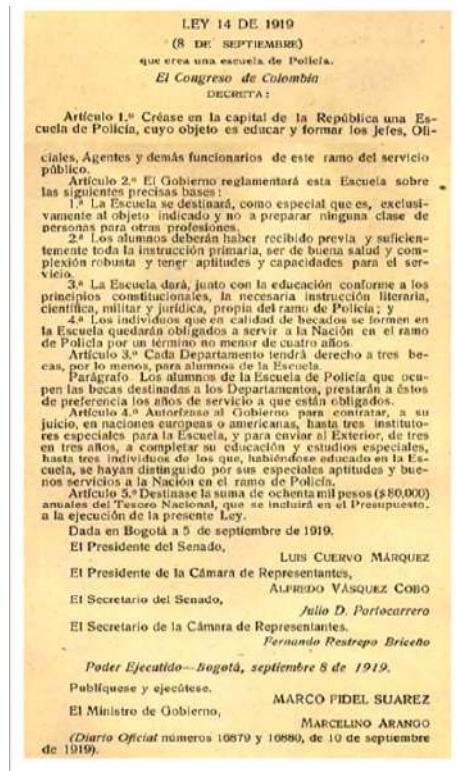 LEY 14 DE 1919
(8 DE SEPTIEMBRE)
que crea una escuela de Policía.
El Congreso de Colombia
DECRETA:
Artículo 1.º Créase en la capital de la República una Es-
cuela de Policía, cuyo objeto es educar y formar los Jefes, Ofi-
ciales, Agentes y demás funcionarios de este ramo del servicio
público.
Artículo 2.º El Gobierno reglamentará esta Escuela sobre
las siguientes precisas bases:
1.ª La Escuela se destinará, como especial que es, exclusi-
vamente al objeto indicado y no a preparar ninguna clase de
personas para otras profesiones.
2.ª Los alumnos deberán haber recibido previa y suficien-
temente toda la instrucción primaria, ser de buena salud y com-
plexión robusta y tener aptitudes y capacidades para el ser-
vicio.
3.ª La Escuela dará, junto con la educación conforme a los
principios constitucionales, la necesaria instrucción literaria,
científica, militar y jurídica, propia del ramo de Policía; y
4.ª Los individuos que en calidad de becados se formen en
la Escuela quedarán obligados a servir a la Nación en el ramo
de Policía por un término no menor de cuatro años.
Artículo 3.º Cada Departamento tendrá derecho a tres be-
cas, por lo menos, para alumnos de la Escuela.
Parágrafo Los alumnos de la Escuela de Policía que ocu-
pen las becas destinadas a los Departamentos, prestarán a éstos
de preferencia los años de servicio a que están obligados.
Artículo 4.º Autorízase al Gobierno para contratar, a su
juicio, en naciones europeas o americanas, hasta tres instituto-
res especiales para la Escuela, y para enviar al Exterior, de tres
en tres años, a completar su educación y estudios especiales,
hasta tres individuos de los que, habiéndose educado en la Es-
cuela, se hayan distinguido por sus especiales aptitudes y bue-
nos servicios a la Nación en el ramo de Policía.
Artículo 5.º Destínase la suma de ochenta mil pesos ($ 80,000)
anuales del Tesoro Nacional, que se incluirá en el Presupuesto.
a la ejecución de la presente Ley.
Dada en Bogotá a 5 de septiembre de 1919.
El Presidente del Senado,
LUIS CUERVO MÁRQUEZ
El Presidente de la Cámara de Representantes,
ALFREDO VÁSQUEZ COBO
El Secretario del Senado,
Julio D. Portocarrero
El Secretario de la Cámara de Representantes.
Fernando Restrepo Briceño
Poder Ejecutivo—Bogotá, septiembre 8 de 1919.
Publíquese y ejecútese.
MARCO FIDEL SUAREZ
El Ministro de Gobierno,
MARCELINO ARANGO
(Diario Oficial números 16879 y 16880, de 10 de septiembre
de 1919).